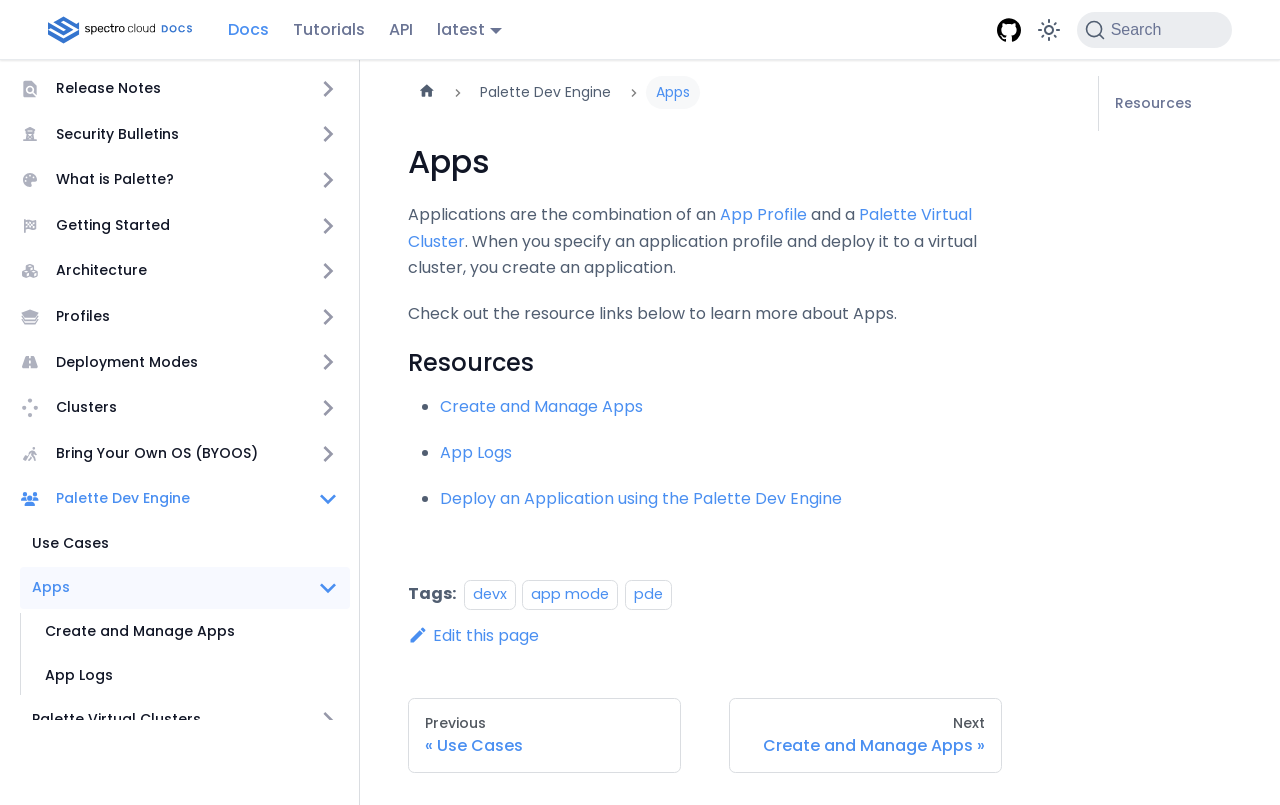 spectro cloud DOCS Docs Tutorials API latest Search
Release Notes
Security Bulletins
What is Palette?
Getting Started
Architecture
Profiles
Deployment Modes
Clusters
Bring Your Own OS (BYOOS)
Palette Dev Engine
Use Cases
Apps
Create and Manage Apps
App Logs
Palette Virtual Clusters
Palette Dev Engine Apps
Apps
Applications are the combination of an App Profile and a Palette Virtual
Cluster. When you specify an application profile and deploy it to a virtual
cluster, you create an application.
Check out the resource links below to learn more about Apps.
Resources
Create and Manage Apps
App Logs
Deploy an Application using the Palette Dev Engine
Tags: devx app mode pde
Edit this page
Previous
« Use Cases
Next
Create and Manage Apps »
Resources